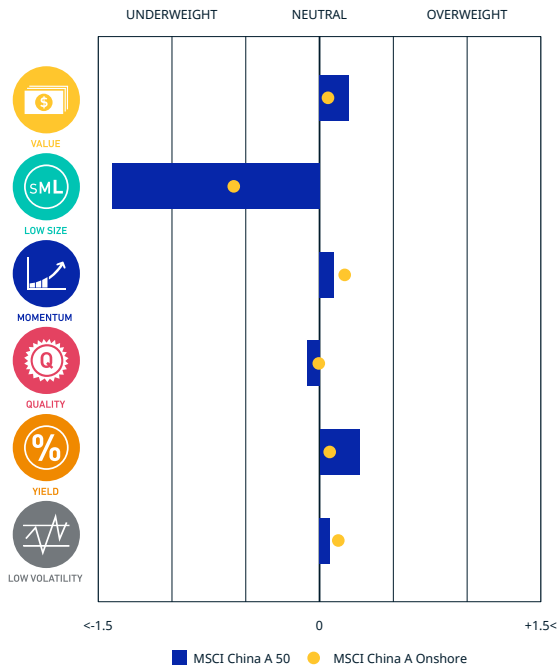 UNDERWEIGHT NEUTRAL OVERWEIGHT
$
VALUE
SML
LOW SIZE
MOMENTUM
Q
QUALITY
%
YIELD
LOW VOLATILITY
<-1.5 0 +1.5<
MSCI China A 50 MSCI China A Onshore